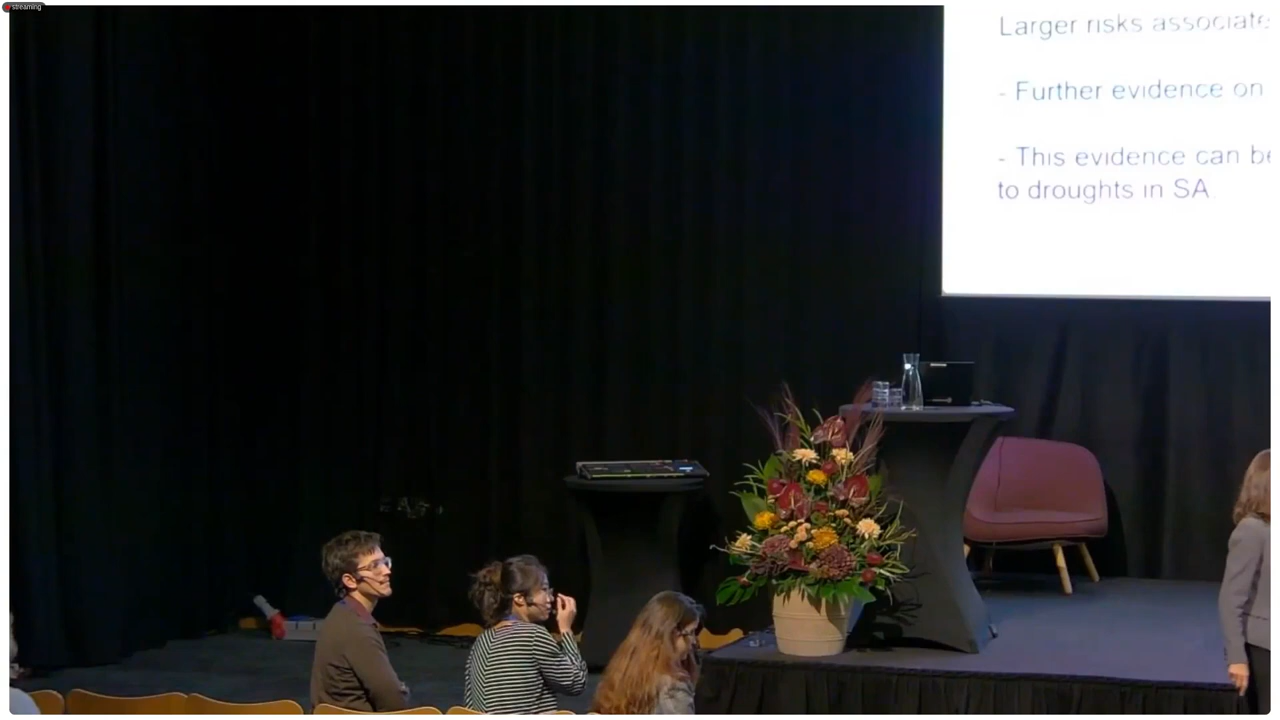 streaming
Larger risks associate
- Further evidence on
- This evidence can be
to droughts in SA